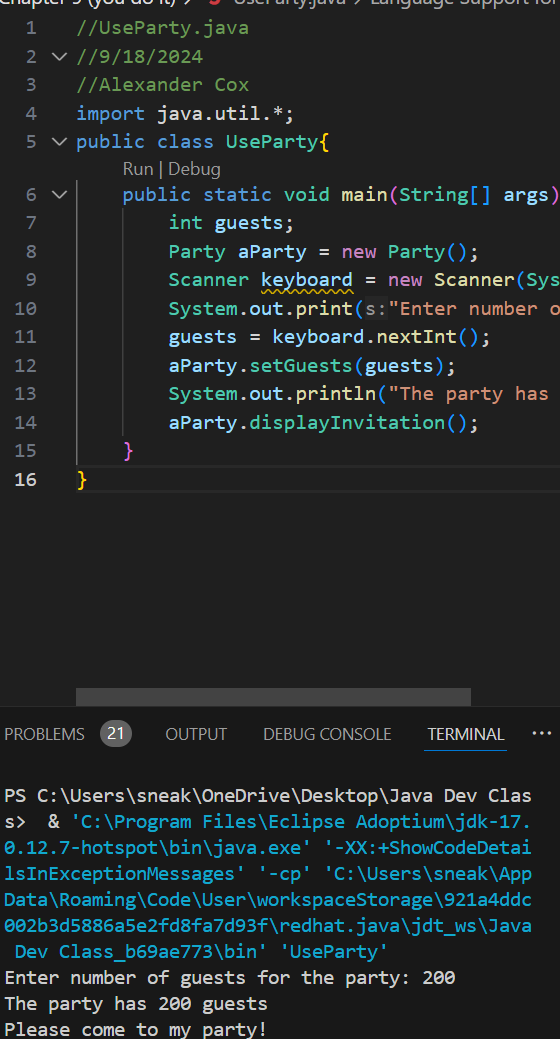 Chapter 9 (you do it) > UseParty.java > Language Support for
1 //UseParty.java
2 //9/18/2024
3 //Alexander Cox
4 import java.util.*;
5 public class UseParty{
Run | Debug
6 public static void main(String[] args)
7 int guests;
8 Party aParty = new Party();
9 Scanner keyboard = new Scanner(Sys
10 System.out.print(s:"Enter number o
11 guests = keyboard.nextInt();
12 aParty.setGuests(guests);
13 System.out.println("The party has
14 aParty.displayInvitation();
15 }
16 }
PROBLEMS 21 OUTPUT DEBUG CONSOLE TERMINAL ···
PS C:\Users\sneak\OneDrive\Desktop\Java Dev Clas
s>  & 'C:\Program Files\Eclipse Adoptium\jdk-17.
0.12.7-hotspot\bin\java.exe' '-XX:+ShowCodeDetai
lsInExceptionMessages' '-cp' 'C:\Users\sneak\App
Data\Roaming\Code\User\workspaceStorage\921a4ddc
002b3d5886a5e2fd8fa7d93f\redhat.java\jdt_ws\Java
Dev Class_b69ae773\bin' 'UseParty'
Enter number of guests for the party: 200
The party has 200 guests
Please come to my party!